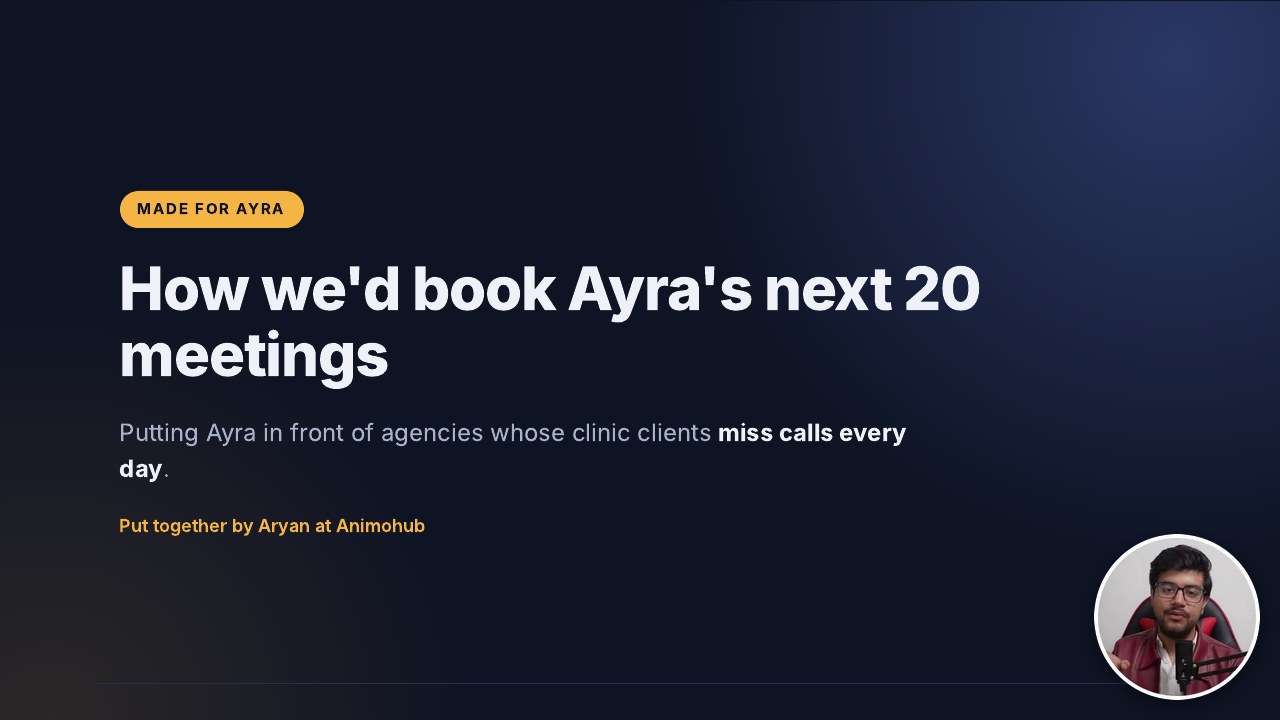 MADE FOR AYRA
How we'd book Ayra's next 20
meetings
Putting Ayra in front of agencies whose clinic clients miss calls every
day.
Put together by Aryan at Animohub